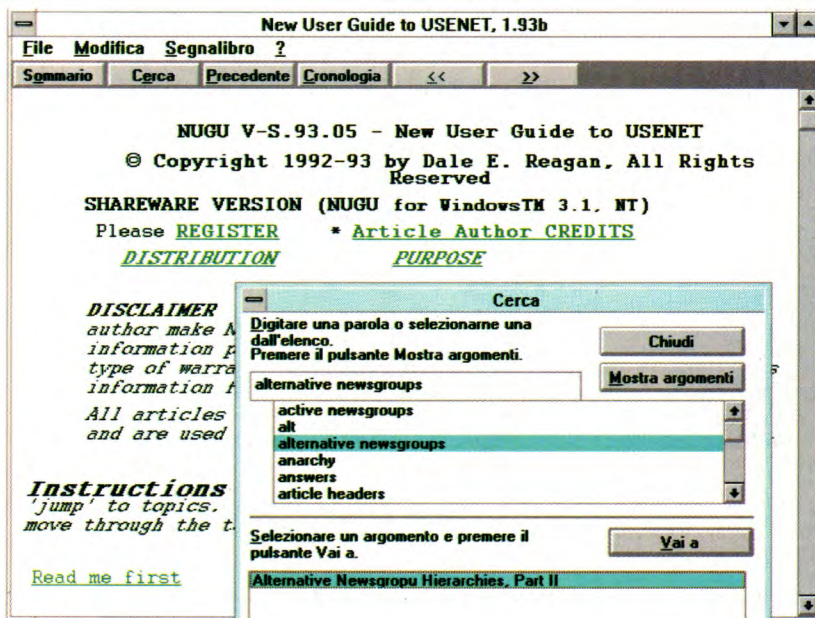 New User Guide to USENET, 1.93b
File Modifica Segnalibro ?
Sommario Cerca Precedente Cronologia << >>
NUGU V-S.93.05 - New User Guide to USENET
© Copyright 1992-93 by Dale E. Reagan, All Rights
Reserved
SHAREWARE VERSION (NUGU for WindowsTM 3.1, NT)
Please REGISTER * Article Author CREDITS
DISTRIBUTION PURPOSE
DISCLAIMER
author make
information
type of
information
All articles
and are used
Instructions
'jump' to topics.
move through the
Read me first
Cerca
Digitare una parola o selezionarne una
dall'elenco.
Premere il pulsante Mostra argomenti.
Chiudi
Mostra argomenti
alternative newsgroups
active newsgroups
alt
alternative newsgroups
anarchy
answers
article headers
Selezionare un argomento e premere il
pulsante Vai a.
Vai a
Alternative Newsgropu Hierarchies, Part II